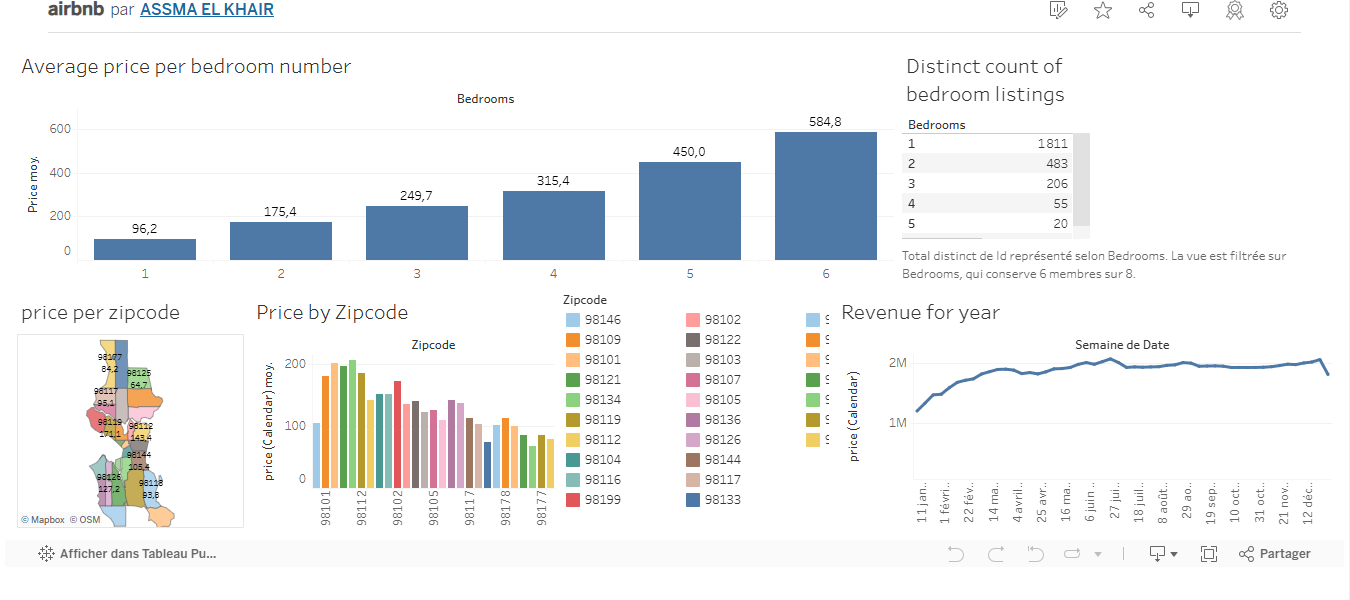 airbnb par ASSMA EL KHAIR
Average price per bedroom number
Bedrooms
Price moy.
600
400
200
0
96,2
175,4
249,7
315,4
450,0
584,8
1
2
3
4
5
6
Distinct count of
bedroom listings
Bedrooms
1 1811
2 483
3 206
4 55
5 20
Total distinct de Id représenté selon Bedrooms. La vue est filtrée sur
Bedrooms, qui conserve 6 membres sur 8.
price per zipcode
98177
84,2
98125
64,7
98117
95,1
98119
171,1
98112
143,4
98144
105,4
98126
127,2
98118
93,8
© Mapbox © OSM
Price by Zipcode
Zipcode
price (Calendar) moy.
200
100
0
98101
98112
98102
98105
98117
98178
98177
Zipcode
98146
98109
98101
98121
98134
98119
98112
98104
98116
98199
98102
98122
98103
98107
98105
98136
98126
98144
98117
98133
Revenue for year
Semaine de Date
price (Calendar)
2M
1M
11 jan..
1 févri..
22 fév..
14 ma..
4 avril..
25 avr..
16 ma..
6 juin ..
27 jui..
18 juil..
8 août..
29 ao..
19 sep..
10 oct..
31 oct..
21 nov..
12 déc..
Afficher dans Tableau Pu...
Partager